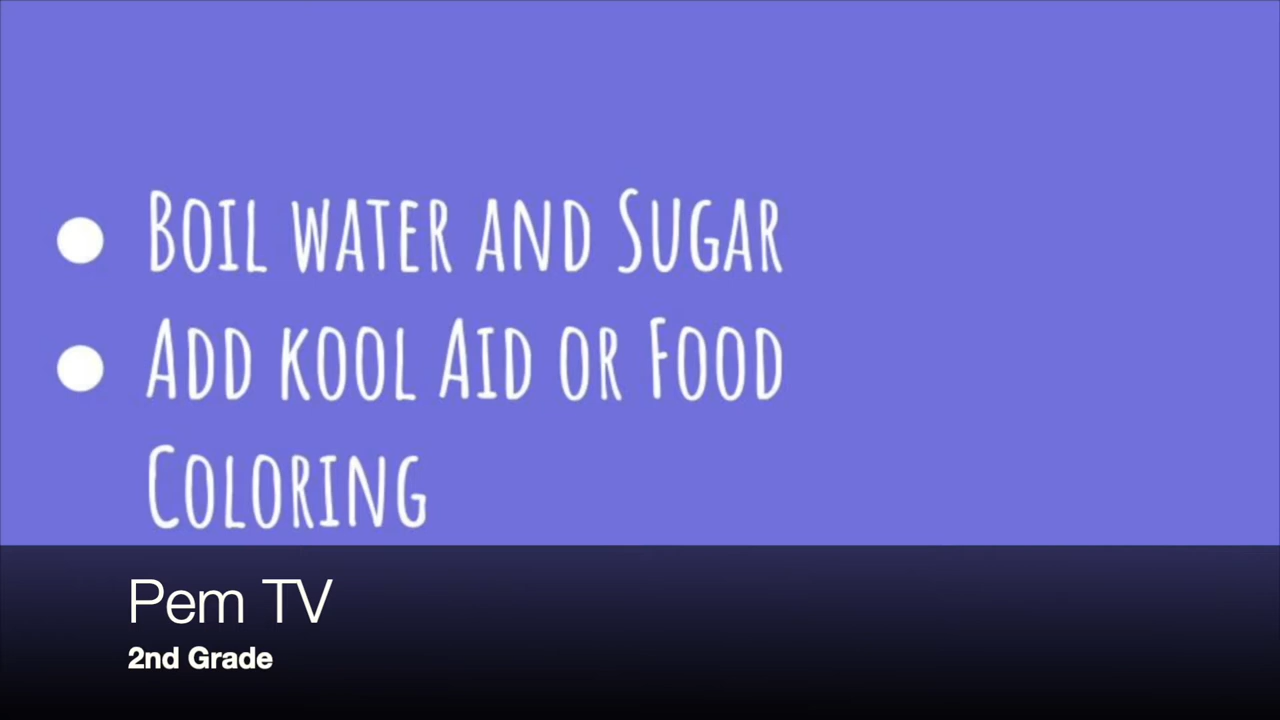 ● Boil water and Sugar
● Add kool Aid or Food
Coloring
Pem TV
2nd Grade